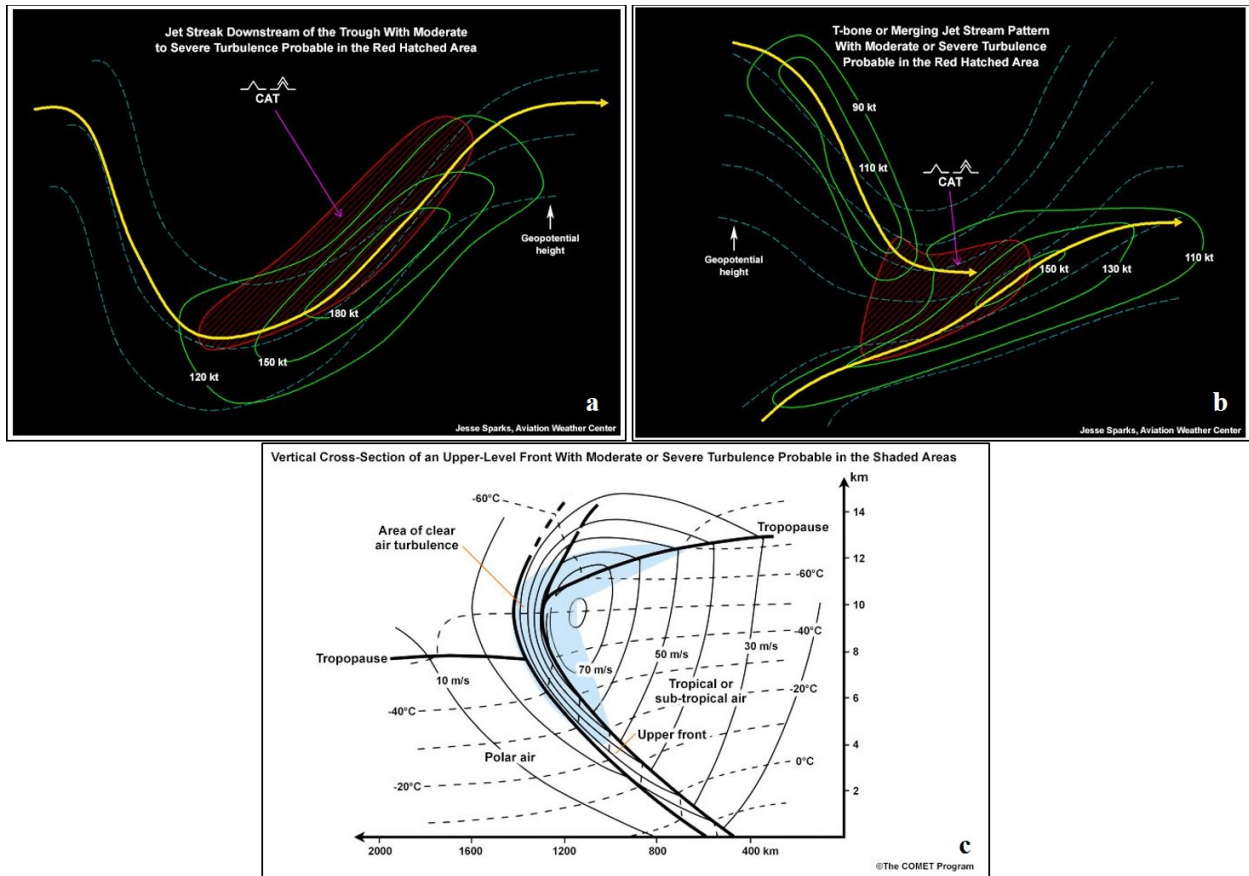 Jet Streak Downstream of the Trough With Moderate
to Severe Turbulence Probable in the Red Hatched Area
CAT
Geopotential
height
180 kt
150 kt
120 kt
a
Jesse Sparks, Aviation Weather Center
T-bone or Merging Jet Stream Pattern
With Moderate or Severe Turbulence
Probable in the Red Hatched Area
90 kt
110 kt
CAT
Geopotential
height
150 kt
130 kt
110 kt
b
Jesse Sparks, Aviation Weather Center
Vertical Cross-Section of an Upper-Level Front With Moderate or Severe Turbulence Probable in the Shaded Areas
km
-60°C
14
Area of clear
air turbulence
Tropopause
12
-60°C
10
-40°C
8
Tropopause
10 m/s
70 m/s
50 m/s
30 m/s
-20°C
Tropical or
sub-tropical air
6
-40°C
Upper front
4
Polar air
0°C
-20°C
2
2000
1600
1200
800
400 km
c
©The COMET Program